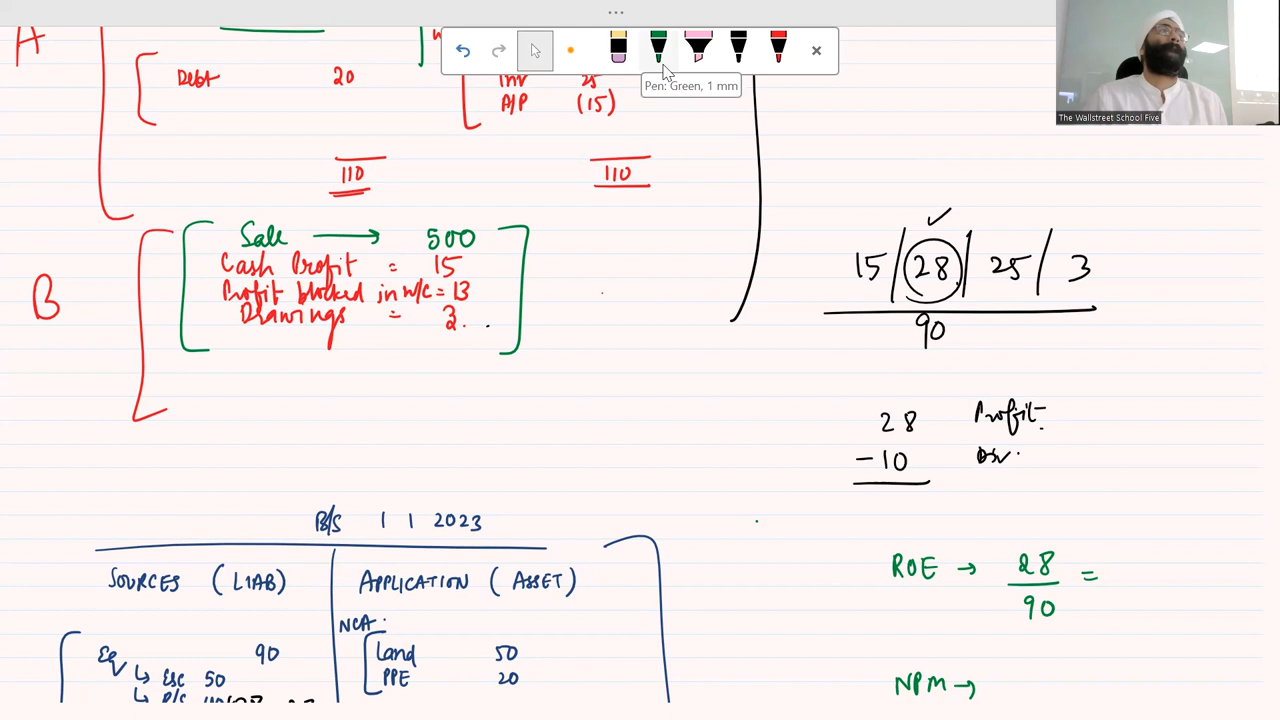 A
Debt 20
Inv 25
A/P (15)
Pen: Green, 1 mm
The Wallstreet School Five
110 110
B
Sale → 500
Cash Profit = 15
Profit blocked in w/c = 13
Drawings = 3
15 / 28 / 25 / 3
90
28 Profit
-10
B/S 1 1 2023
SOURCES (LIAB) APPLICATION (ASSET)
NCA:
Eq 90 Land 50
↳ Esc 50 PPE 20
↳ R/S
ROE → 28 =
90
NPM →